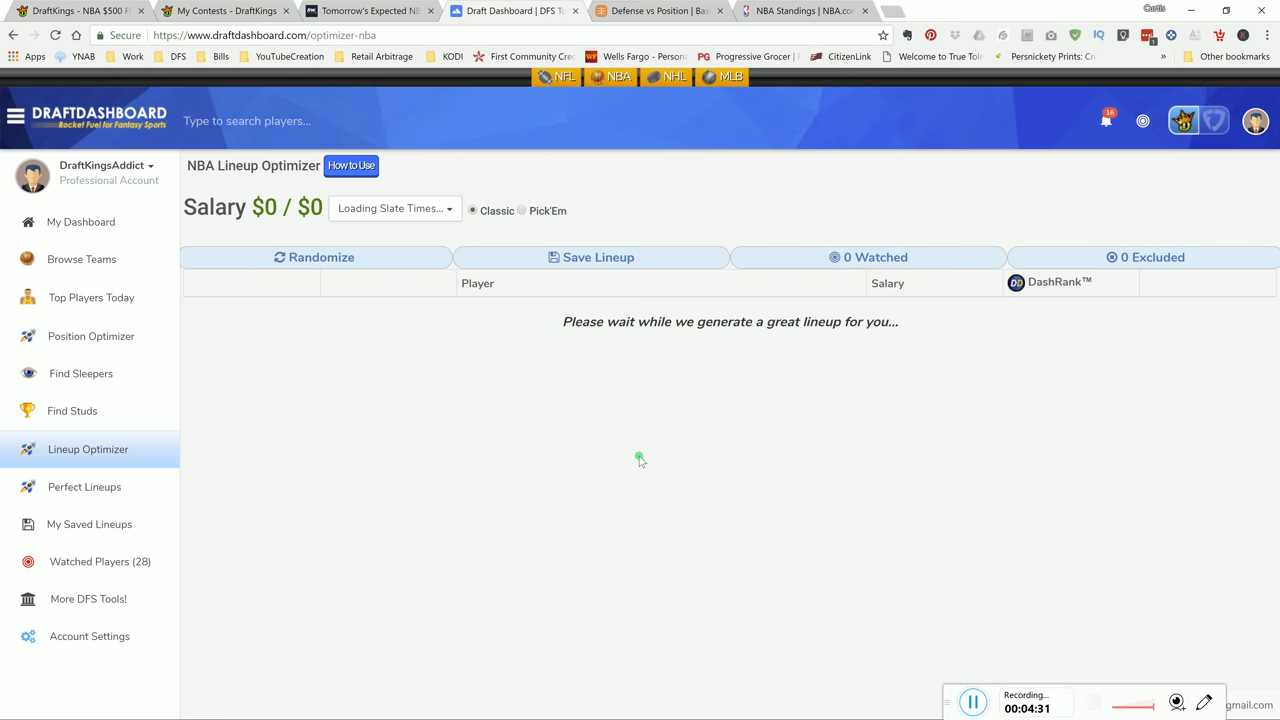 DraftKings - NBA $500 F
My Contests - DraftKings
Tomorrow's Expected NB
Draft Dashboard | DFS To
Defense vs Position | Bas
NBA Standings | NBA.co
Curtis
Secure
https://www.draftdashboard.com/optimizer-nba
Apps YNAB Work DFS Bills YouTubeCreation Retail Arbitrage KODI First Community Cre Wells Fargo - Persona Progressive Grocer | CitizenLink Welcome to True Tole Persnickety Prints: Cr » Other bookmarks
NFL NBA NHL MLB
DRAFTDASHBOARD
Rocket Fuel for Fantasy Sports
Type to search players...
16
DraftKingsAddict
Professional Account
NBA Lineup Optimizer How to Use
Salary $0 / $0 Loading Slate Times... Classic Pick'Em
Randomize Save Lineup 0 Watched 0 Excluded
Player Salary DashRank™
Please wait while we generate a great lineup for you...
My Dashboard
Browse Teams
Top Players Today
Position Optimizer
Find Sleepers
Find Studs
Lineup Optimizer
Perfect Lineups
My Saved Lineups
Watched Players (28)
More DFS Tools!
Account Settings
Recording...
00:04:31
gmail.com